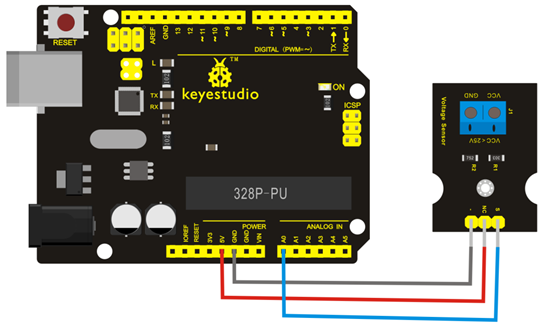 RESET
AREF
GND
13
12
~11
~10
~9
8
7
~6
~5
4
~3
2
TX→1
RX←0
DIGITAL (PWM=~)
L
TX
RX
TM
keyestudio
ON
ICSP
328P-PU
POWER
ANALOG IN
IOREF
RESET
3V3
5V
GND
GND
VIN
A0
A1
A2
A3
A4
A5
Voltage Sensor
GND
VCC
J1
VCC<25V
R2
R1
-
NC
S